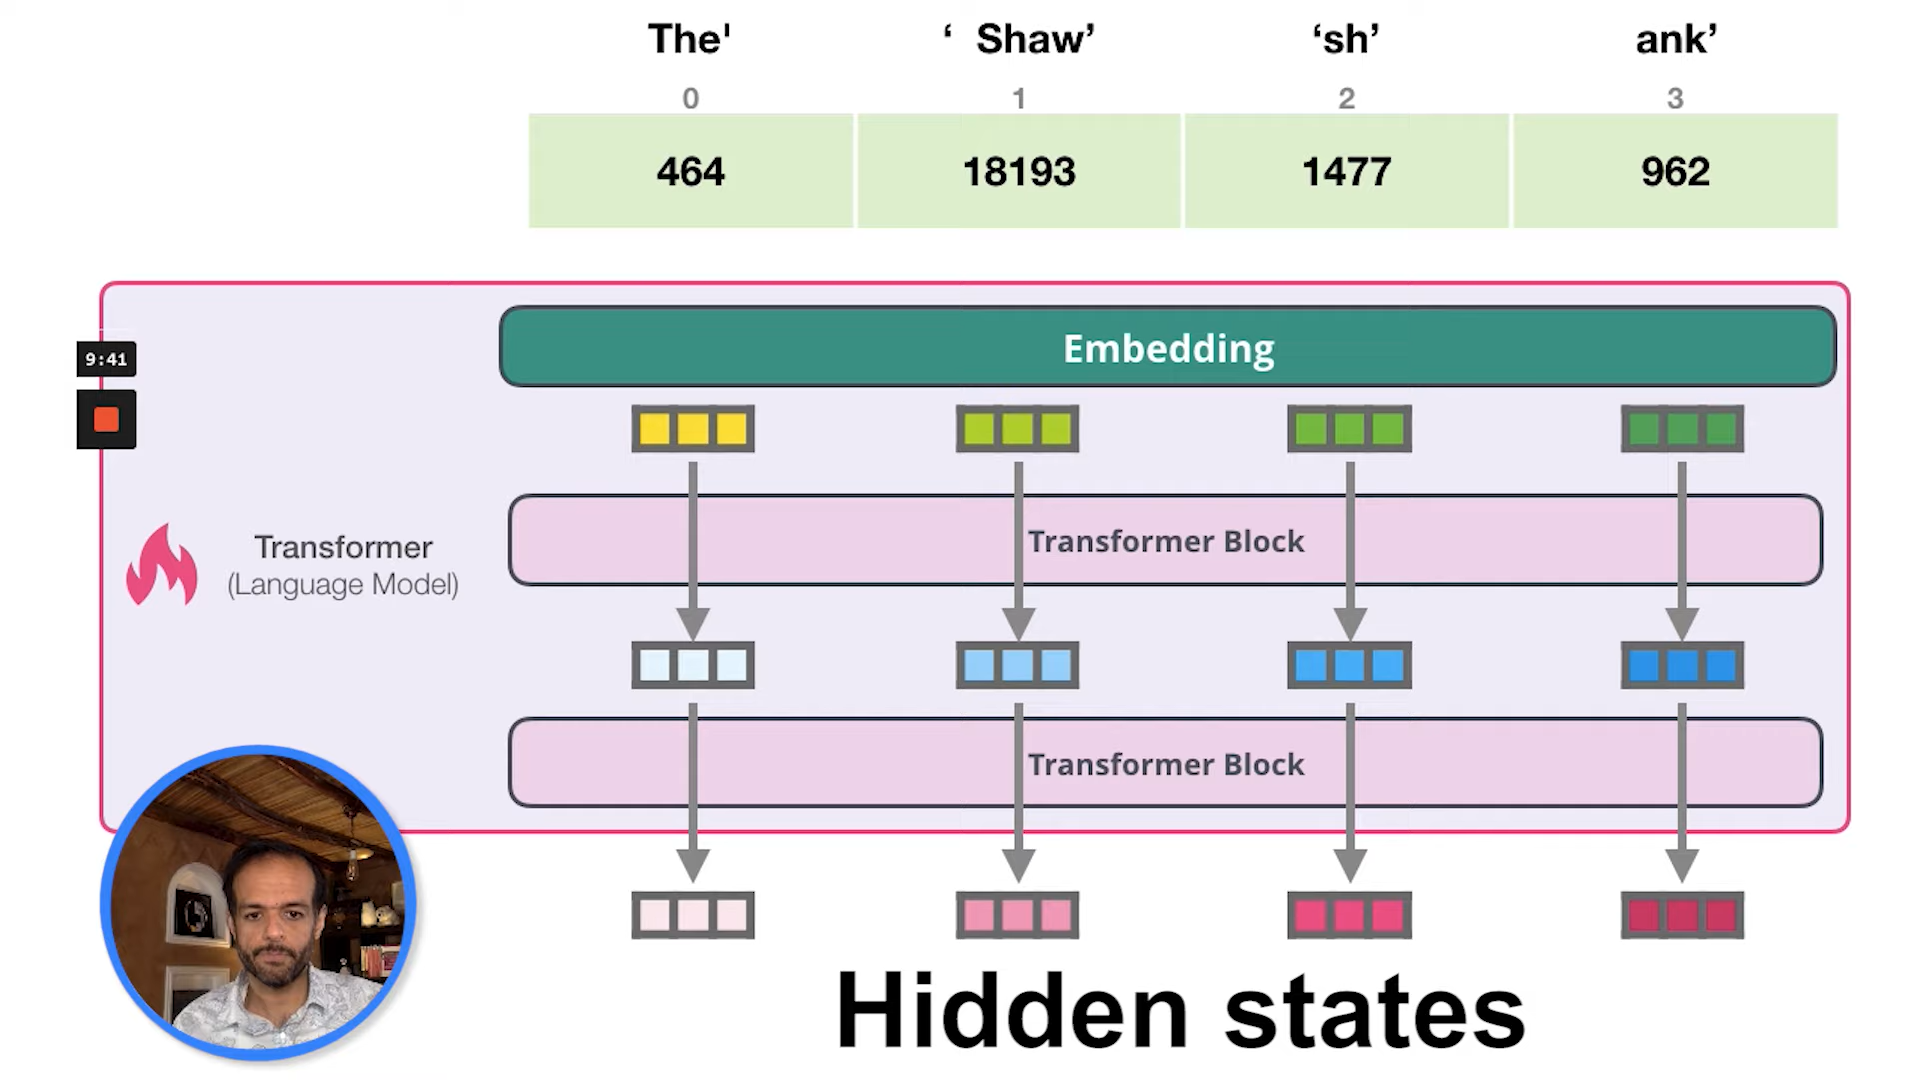 The' ‘ Shaw’ ‘sh’ ank’
0 1 2 3
464 18193 1477 962
Embedding
9:41
Transformer Block
Transformer
(Language Model)
Transformer Block
Hidden states